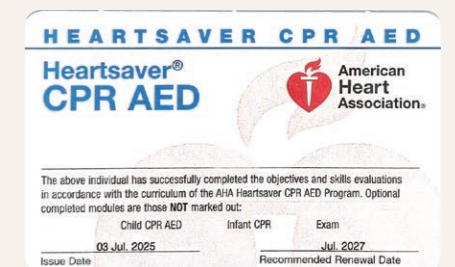 HEARTSAVER CPR AED
Heartsaver®
CPR AED
American
Heart
Association®
The above individual has successfully completed the objectives and skills evaluations
in accordance with the curriculum of the AHA Heartsaver CPR AED Program. Optional
completed modules are those NOT marked out:
Child CPR AED Infant CPR Exam
03 Jul. 2025 Jul. 2027
Issue Date Recommended Renewal Date